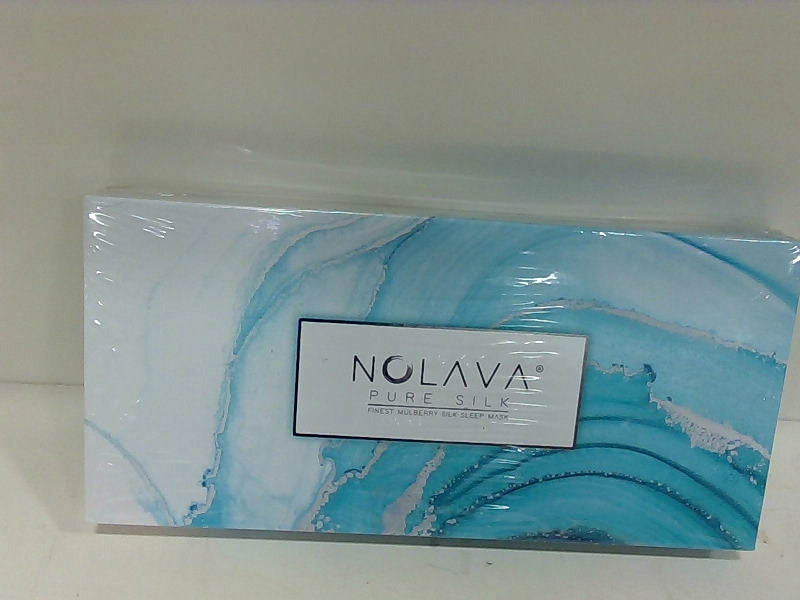 NOLAVA®
PURE SILK
FINEST MULBERRY SILK SLEEP MASK